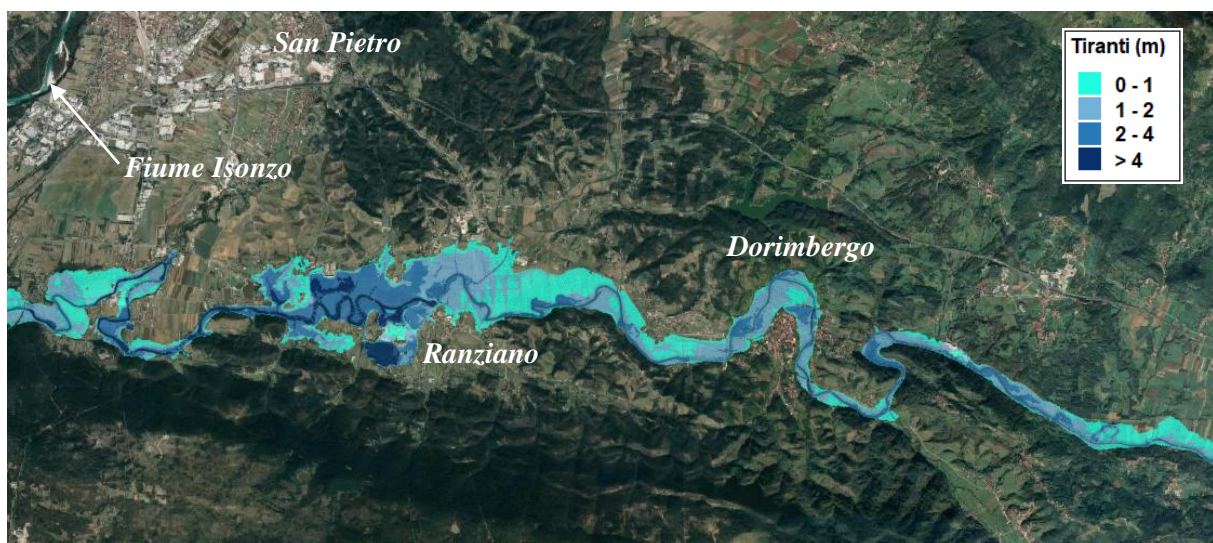 San Pietro
Fiume Isonzo
Dorimbergo
Ranziano
Tiranti (m)
0 - 1
1 - 2
2 - 4
> 4